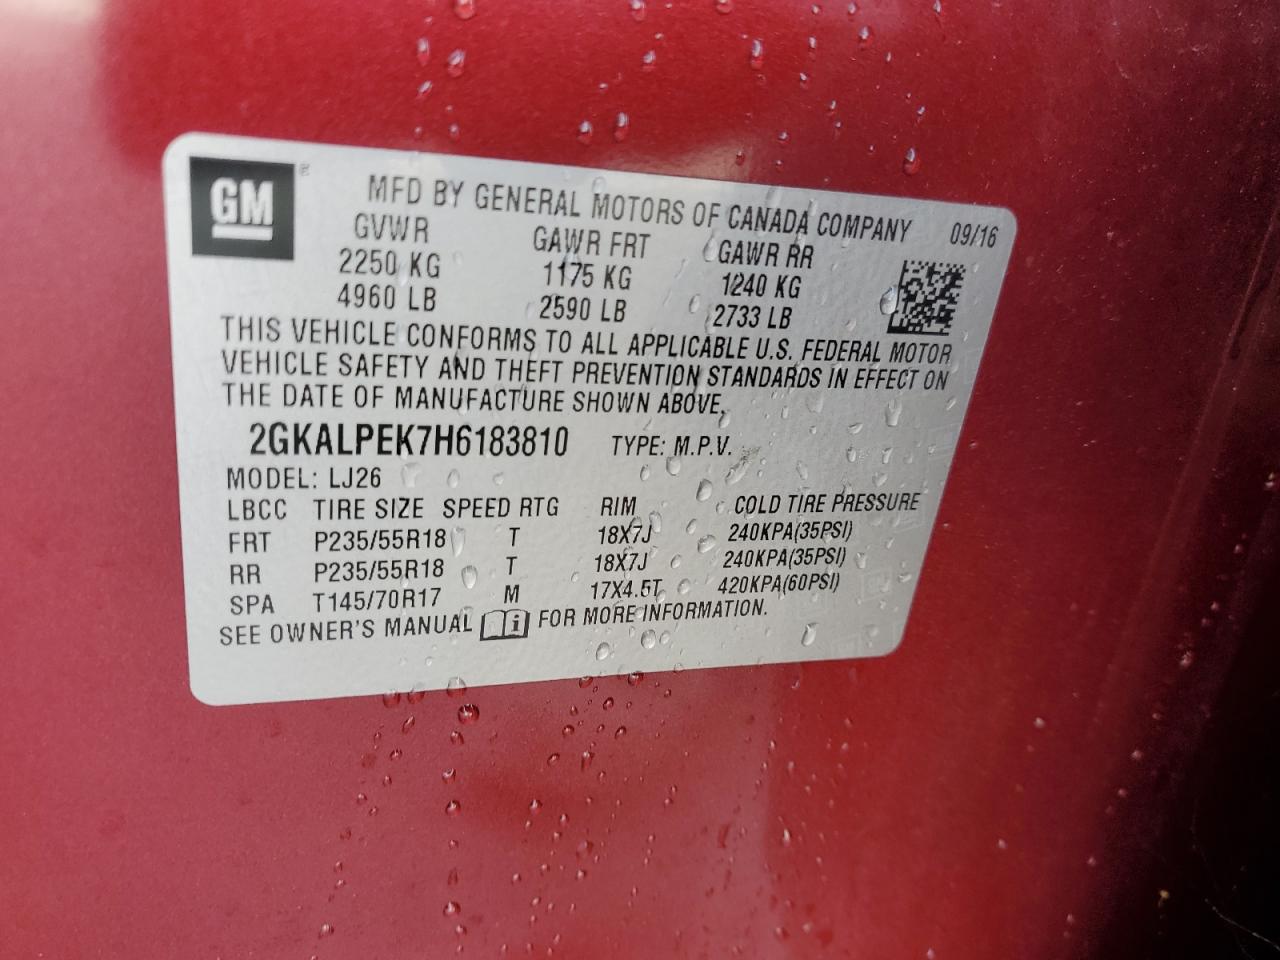 GM
MFD BY GENERAL MOTORS OF CANADA COMPANY 09/16
GVWR GAWR FRT GAWR RR
2250 KG 1175 KG 1240 KG
4960 LB 2590 LB 2733 LB
THIS VEHICLE CONFORMS TO ALL APPLICABLE U.S. FEDERAL MOTOR
VEHICLE SAFETY AND THEFT PREVENTION STANDARDS IN EFFECT ON
THE DATE OF MANUFACTURE SHOWN ABOVE.
2GKALPEK7H6183810 TYPE: M.P.V.
MODEL: LJ26
LBCC TIRE SIZE SPEED RTG RIM COLD TIRE PRESSURE
FRT P235/55R18 T 18X7J 240KPA(35PSI)
RR P235/55R18 T 18X7J 240KPA(35PSI)
SPA T145/70R17 M 17X4.5T 420KPA(60PSI)
SEE OWNER'S MANUAL i FOR MORE INFORMATION.